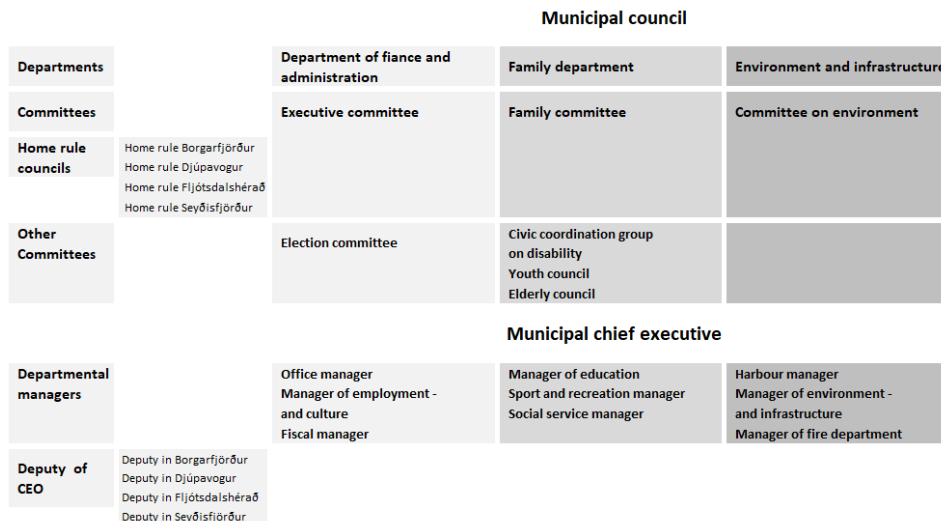 Municipal council
Departments
Department of fiance and
administration
Family department
Environment and infrastructure
Committees
Executive committee
Family committee
Committee on environment
Home rule
councils
Home rule Borgarfjörður
Home rule Djúpavogur
Home rule Fljótsdalshérað
Home rule Seyðisfjörður
Other
Committees
Election committee
Civic coordination group
on disability
Youth council
Elderly council
Municipal chief executive
Departmental
managers
Office manager
Manager of employment -
and culture
Fiscal manager
Manager of education
Sport and recreation manager
Social service manager
Harbour manager
Manager of environment -
and infrastructure
Manager of fire department
Deputy of
CEO
Deputy in Borgarfjörður
Deputy in Djúpavogur
Deputy in Fljótsdalshérað
Deputy in Seyðisfjörður